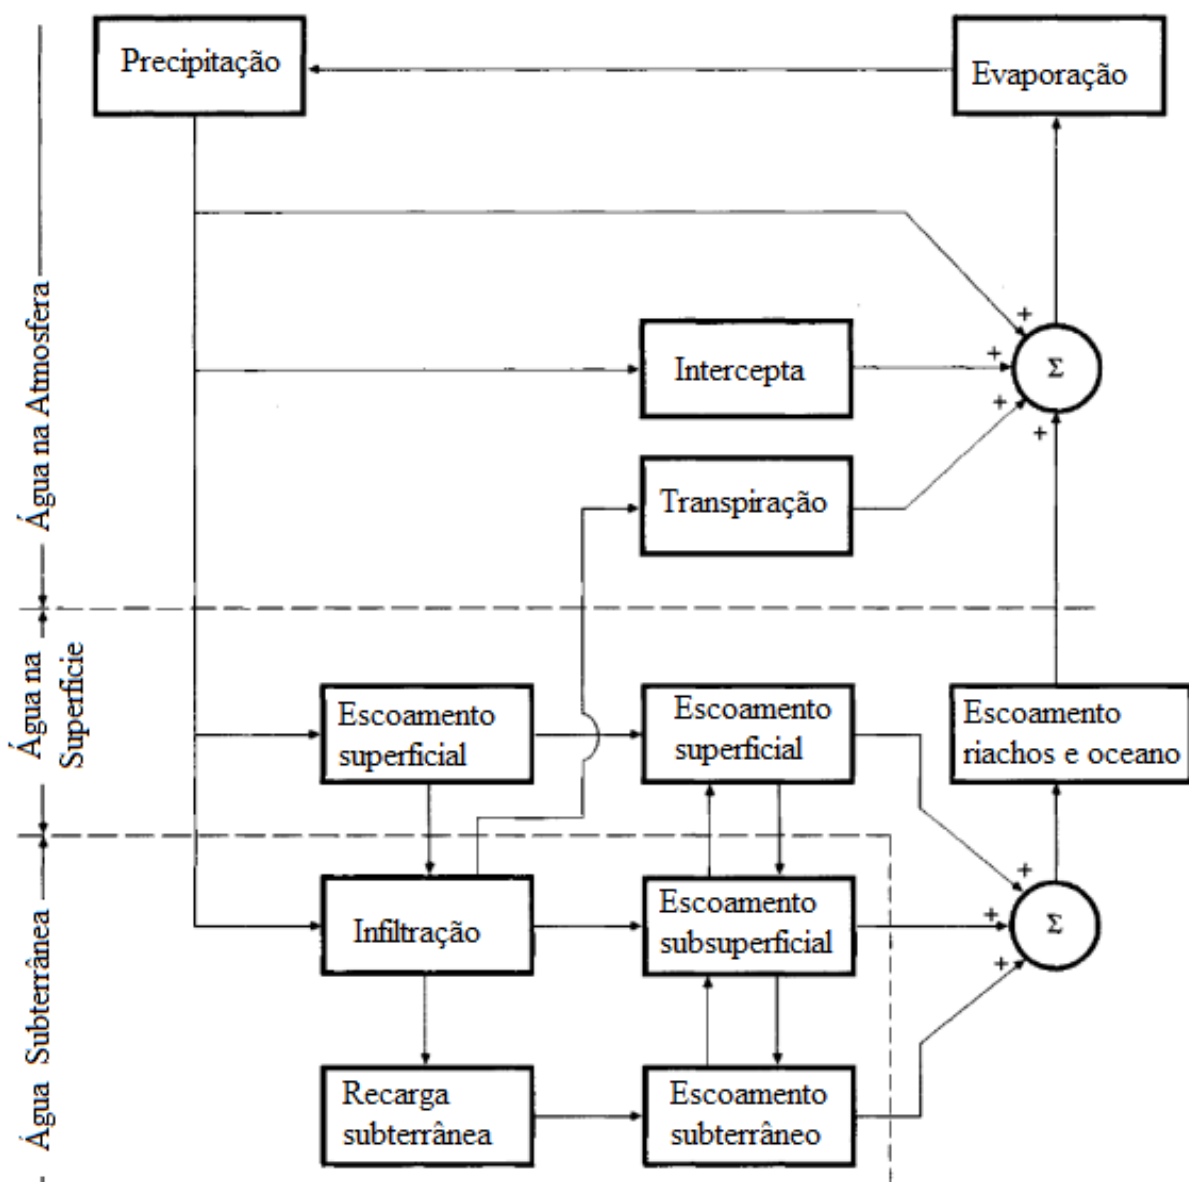 Precipitação
Evaporação
+
Intercepta
+
Σ
+
+
Transpiração
Água na Atmosfera
Água na
Superfície
Escoamento
superficial
Escoamento
superficial
Escoamento
riachos e oceano
+
Infiltração
Escoamento
subsuperficial
+
Σ
+
Água Subterrânea
Recarga
subterrânea
Escoamento
subterrâneo